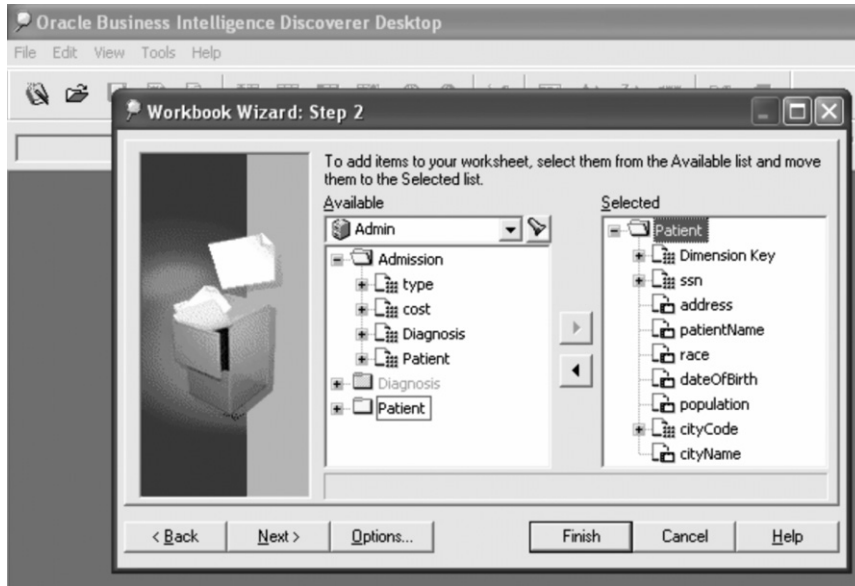 Oracle Business Intelligence Discoverer Desktop
File Edit View Tools Help
Workbook Wizard: Step 2
To add items to your worksheet, select them from the Available list and move
them to the Selected list.
Available Selected
Admin Patient
Admission Dimension Key
type ssn
cost address
Diagnosis patientName
Patient race
Diagnosis dateOfBirth
Patient population
cityCode
cityName
< Back Next > Options... Finish Cancel Help